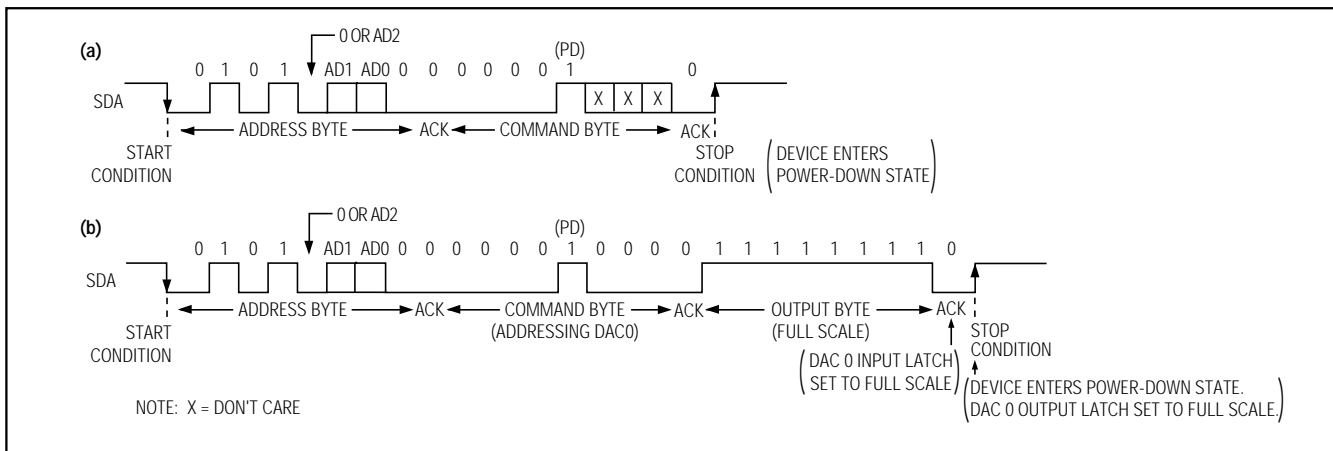 (a)
0 OR AD2
(PD)
0 1 0 1 AD1 AD0 0 0 0 0 0 0 1 0
SDA
X X X
ADDRESS BYTE ACK COMMAND BYTE ACK
START CONDITION
STOP CONDITION
(DEVICE ENTERS
POWER-DOWN STATE)
(b)
0 OR AD2
(PD)
0 1 0 1 AD1 AD0 0 0 0 0 0 0 1 0 0 0 0 1 1 1 1 1 1 1 1 0
SDA
ADDRESS BYTE ACK COMMAND BYTE ACK OUTPUT BYTE ACK
(ADDRESSING DAC0)
(FULL SCALE)
START CONDITION
STOP CONDITION
(DAC 0 INPUT LATCH
SET TO FULL SCALE)
(DEVICE ENTERS POWER-DOWN STATE.
DAC 0 OUTPUT LATCH SET TO FULL SCALE.)
NOTE: X = DON'T CARE